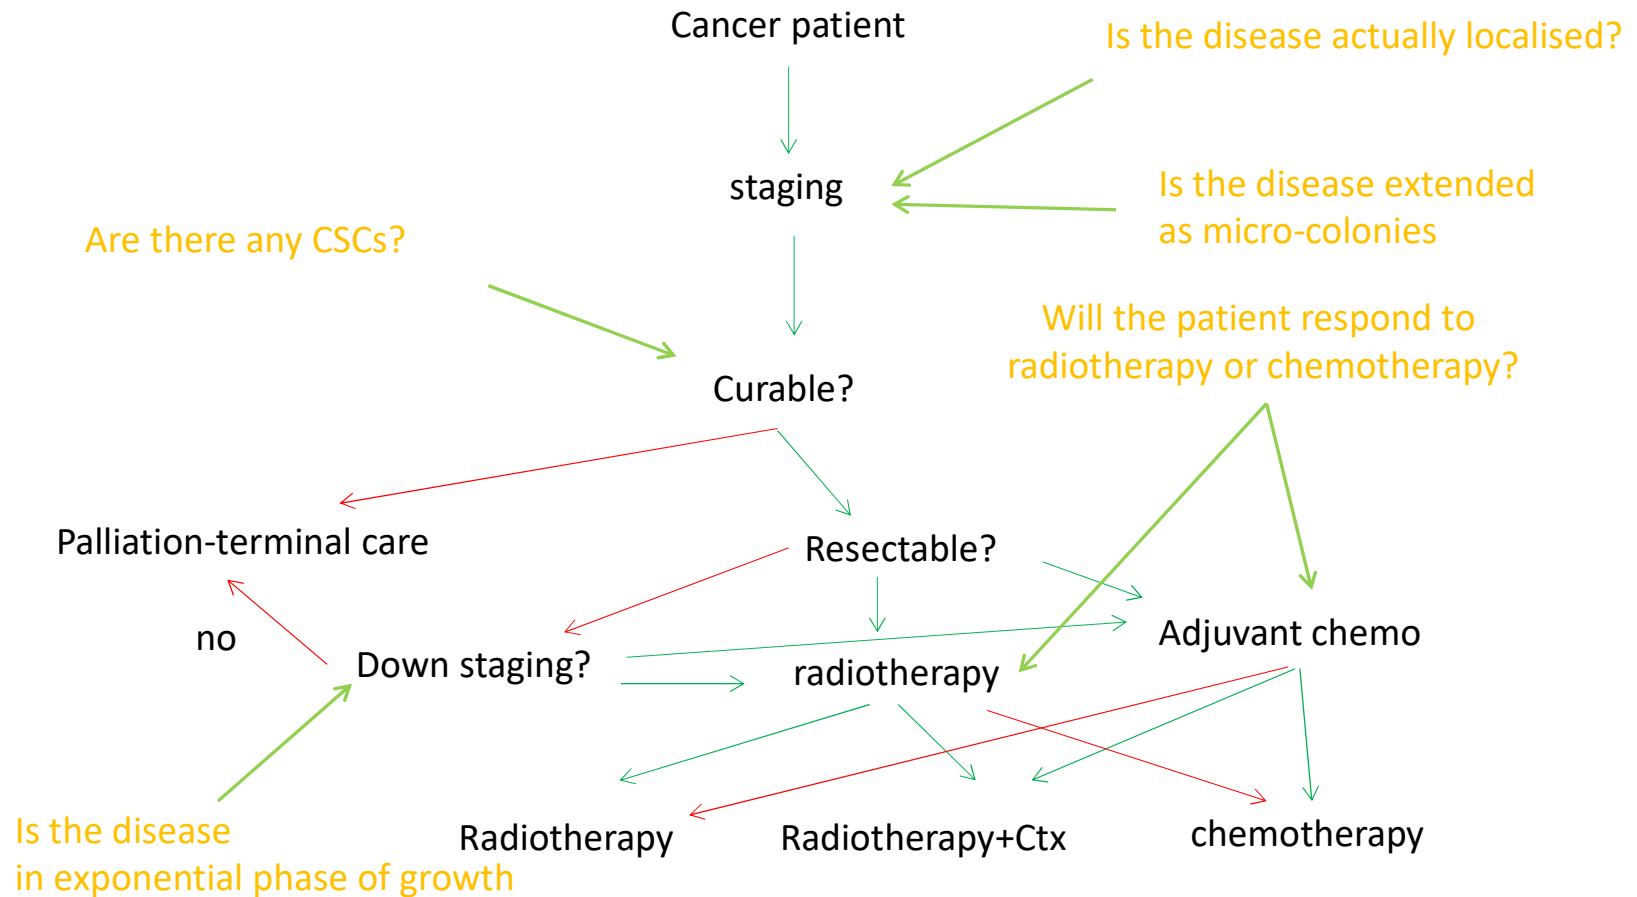 Cancer patient
Is the disease actually localised?
staging
Is the disease extended
as micro-colonies
Are there any CSCs?
Will the patient respond to
radiotherapy or chemotherapy?
Curable?
Palliation-terminal care
Resectable?
no
Down staging?
radiotherapy
Adjuvant chemo
Is the disease
in exponential phase of growth
Radiotherapy
Radiotherapy+Ctx
chemotherapy